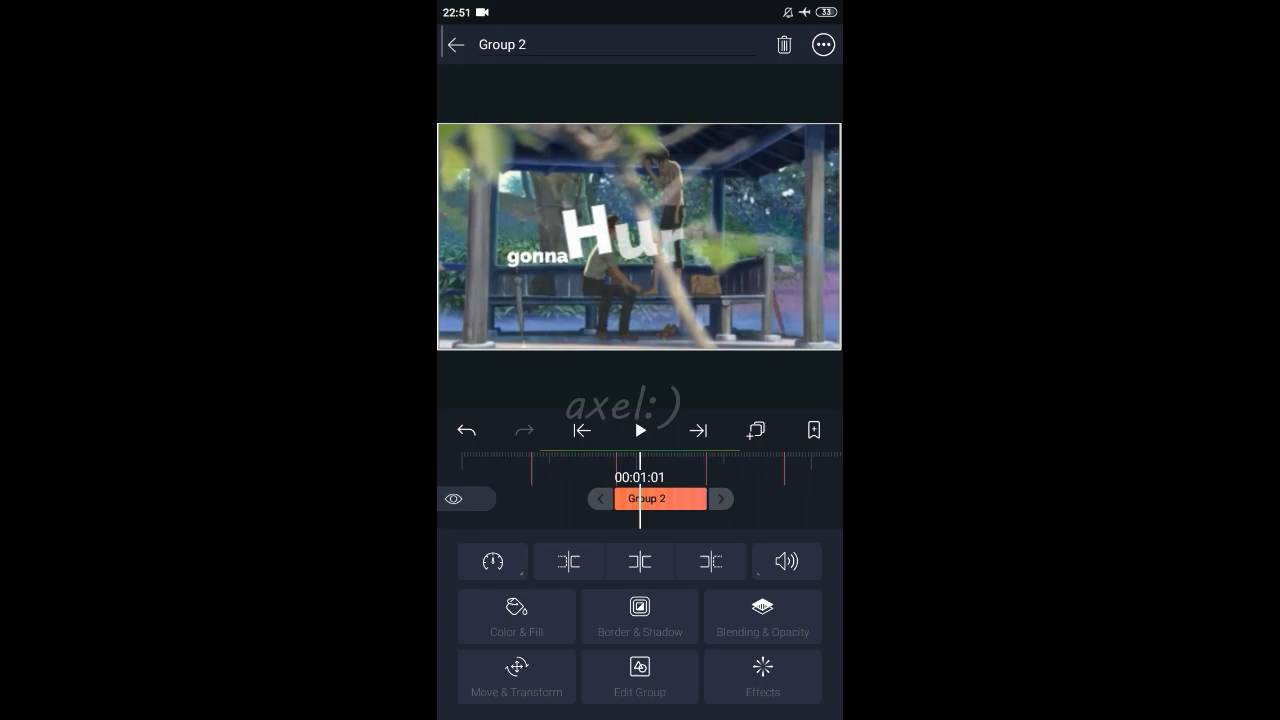 22:51
33
Group 2
gonna Hur
axel:)
00:01:01
Group 2
Color & Fill
Border & Shadow
Blending & Opacity
Move & Transform
Edit Group
Effects